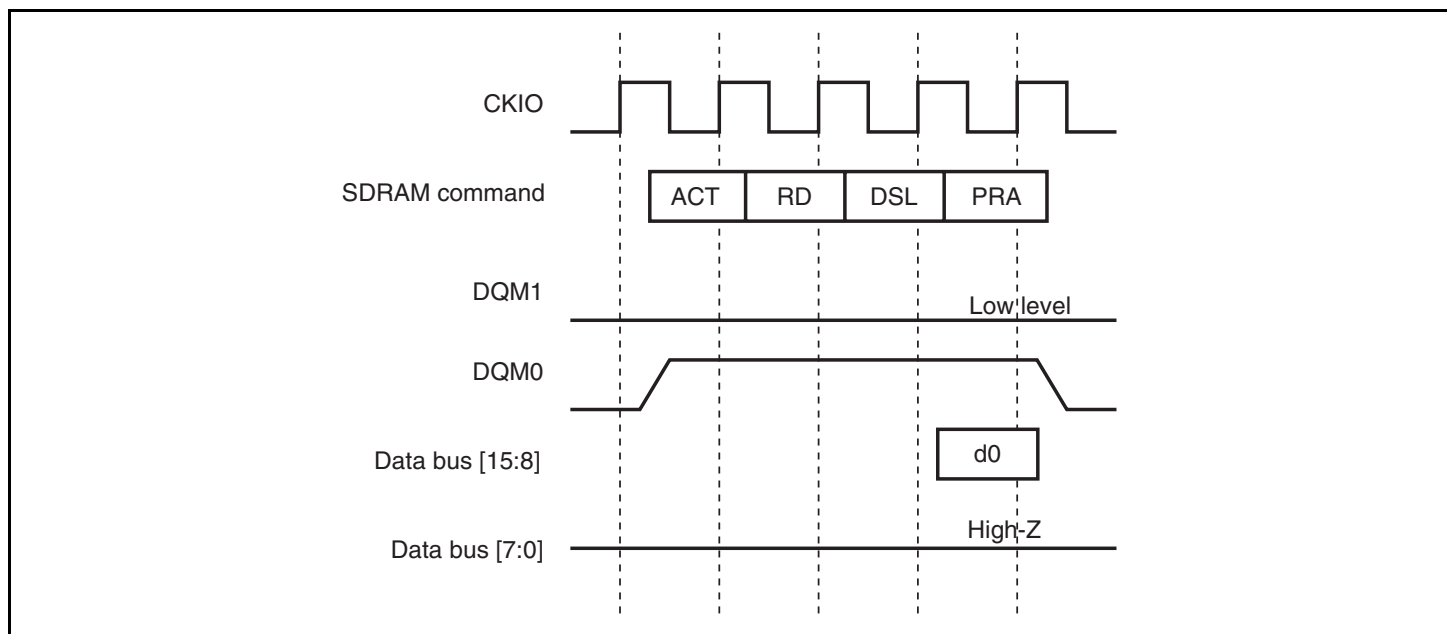 CKIO
SDRAM command
ACT RD DSL PRA
DQM1
Low level
DQM0
Data bus [15:8]
d0
Data bus [7:0]
High-Z